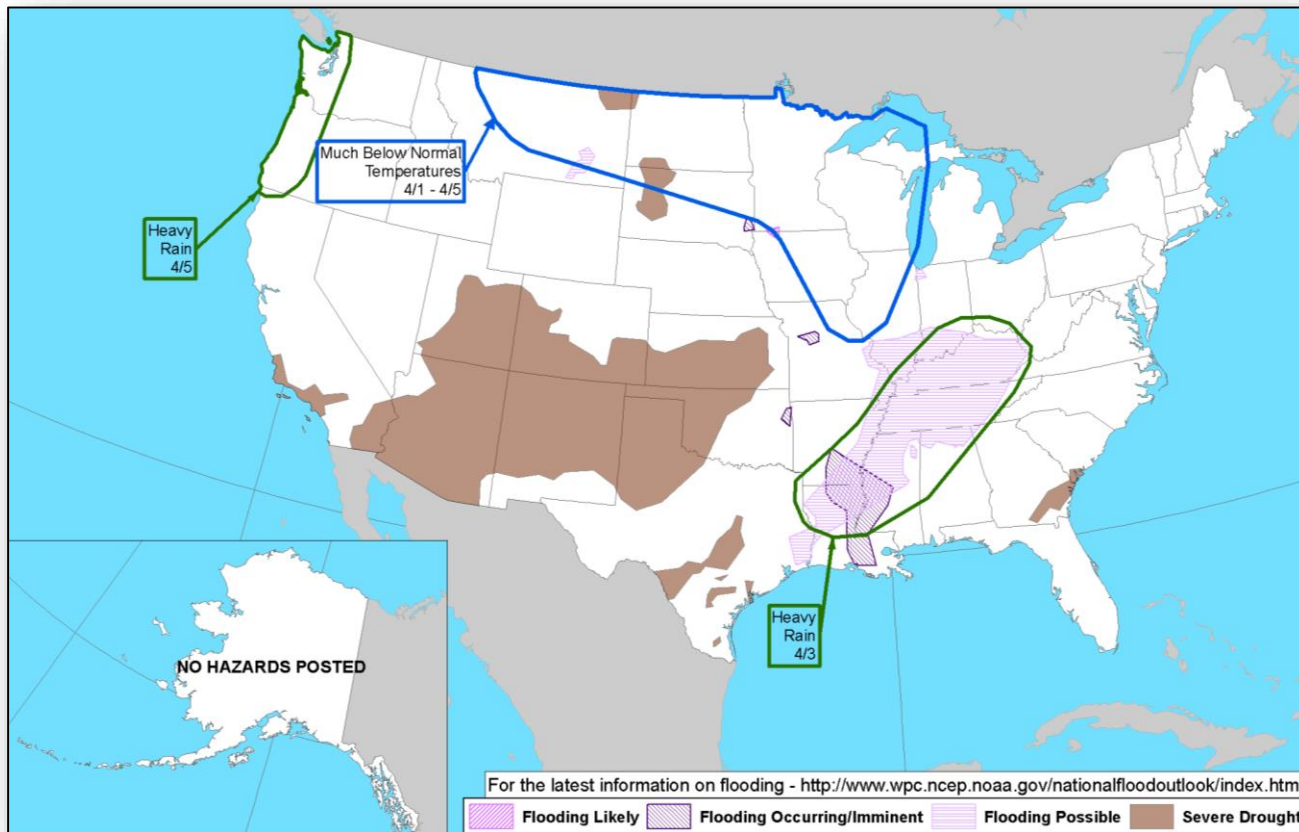 Much Below Normal
Temperatures
4/1 - 4/5
Heavy
Rain
4/5
Heavy
Rain
4/3
NO HAZARDS POSTED
For the latest information on flooding - http://www.wpc.ncep.noaa.gov/nationalfloodoutlook/index.htm
Flooding Likely Flooding Occurring/Imminent Flooding Possible Severe Drought